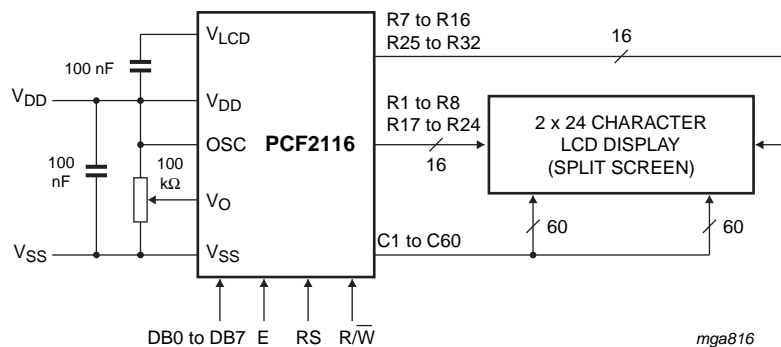 R7 to R16
R25 to R32
16
VLCD
100 nF
VDD
VDD
R1 to R8
R17 to R24
16
2 x 24 CHARACTER
LCD DISPLAY
(SPLIT SCREEN)
OSC
PCF2116
100
nF
100
kΩ
VO
60
60
VSS
VSS
C1 to C60
DB0 to DB7
E
RS
R/W̅
mga816